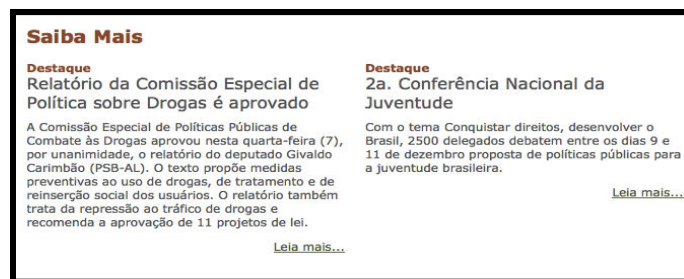 Saiba Mais
Destaque
Relatório da Comissão Especial de
Política sobre Drogas é aprovado
A Comissão Especial de Políticas Públicas de
Combate às Drogas aprovou nesta quarta-feira (7),
por unanimidade, o relatório do deputado Givaldo
Carimbão (PSB-AL). O texto propõe medidas
preventivas ao uso de drogas, de tratamento e de
reinserção social dos usuários. O relatório também
trata da repressão ao tráfico de drogas e
recomenda a aprovação de 11 projetos de lei.
Leia mais...
Destaque
2a. Conferência Nacional da
Juventude
Com o tema Conquistar direitos, desenvolver o
Brasil, 2500 delegados debatem entre os dias 9 e
11 de dezembro proposta de políticas públicas para
a juventude brasileira.
Leia mais...